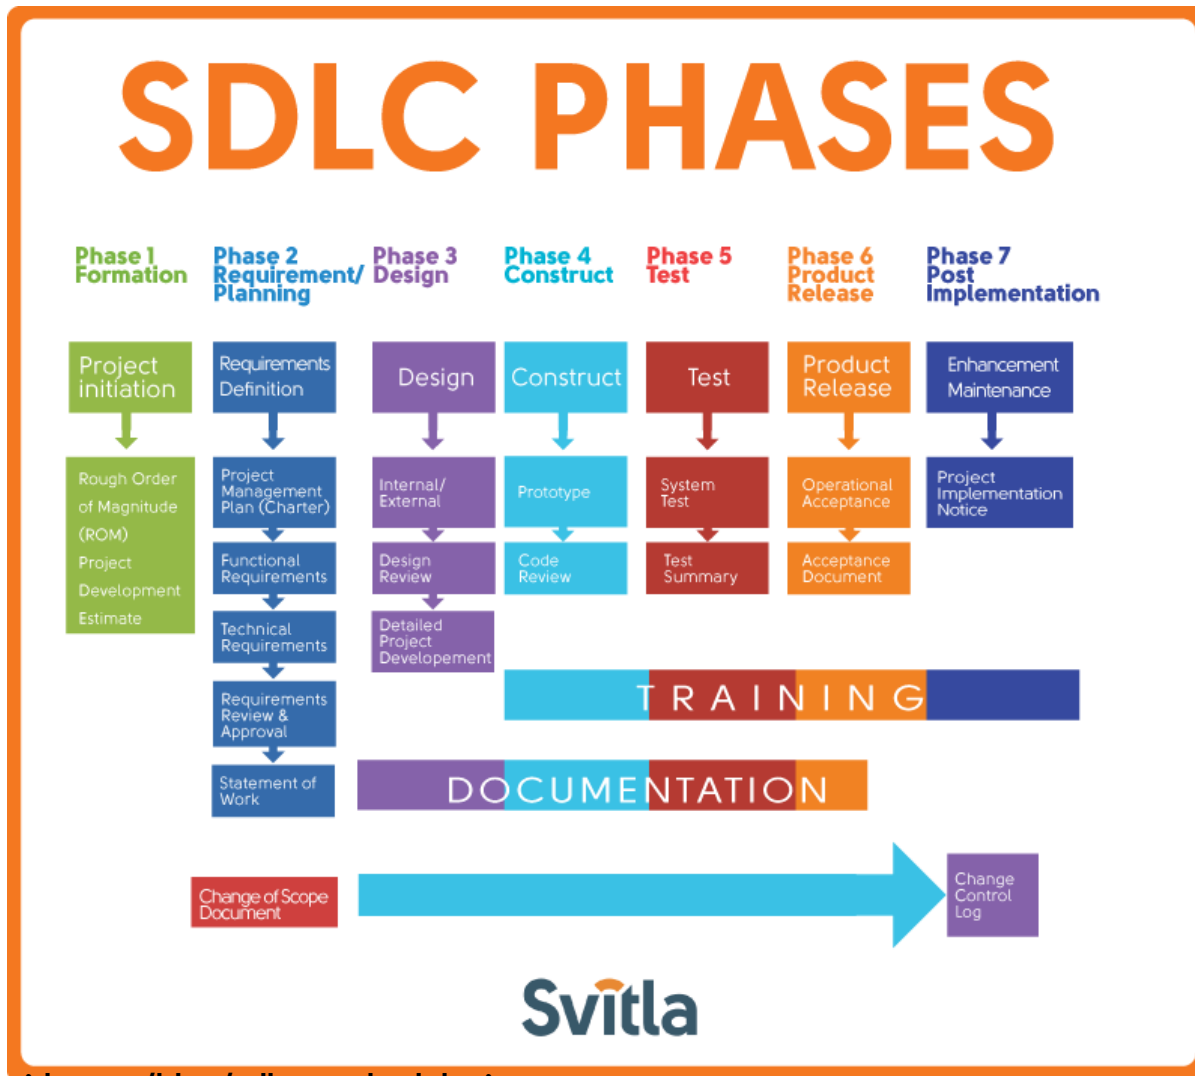 SDLC PHASES
Phase 1
Formation
Phase 2
Requirement/
Planning
Phase 3
Design
Phase 4
Construct
Phase 5
Test
Phase 6
Product
Release
Phase 7
Post
Implementation
Project
initiation
Requirements
Definition
Design
Construct
Test
Product
Release
Enhancement
Maintenance
Rough Order
of Magnitude
(ROM)
Project
Development
Estimate
Project
Management
Plan (Charter)
Functional
Requirements
Technical
Requirements
Requirements
Review &
Approval
Statement of
Work
Internal/
External
Design
Review
Detailed
Project
Developement
Prototype
Code
Review
System
Test
Test
Summary
Operational
Acceptance
Acceptance
Document
Project
Implementation
Notice
TRAINING
DOCUMENTATION
Change of Scope
Document
Change
Control
Log
Svitla